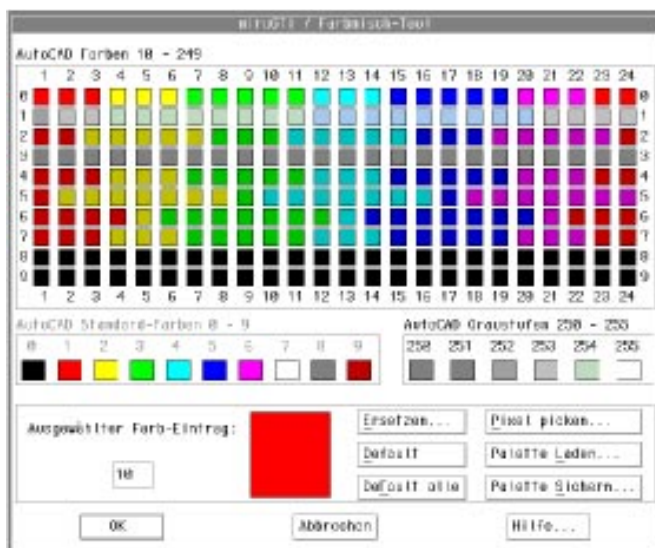 miroGTI / Farbmisch-Tool
AutoCAD Farben 10 - 249
1 2 3 4 5 6 7 8 9 10 11 12 13 14 15 16 17 18 19 20 21 22 23 24
0 0
1 1
2 2
3 3
4 4
5 5
6 6
7 7
8 8
9 9
1 2 3 4 5 6 7 8 9 10 11 12 13 14 15 16 17 18 19 20 21 22 23 24
AutoCAD Standard-Farben 0 - 9
0 1 2 3 4 5 6 7 8 9
AutoCAD Graustufen 250 - 255
250 251 252 253 254 255
Ausgewählter Farb-Eintrag:
10
Ersetzen...
Default
Default alle
Pixel picken...
Palette Laden...
Palette Sichern...
OK
Abbrechen
Hilfe...